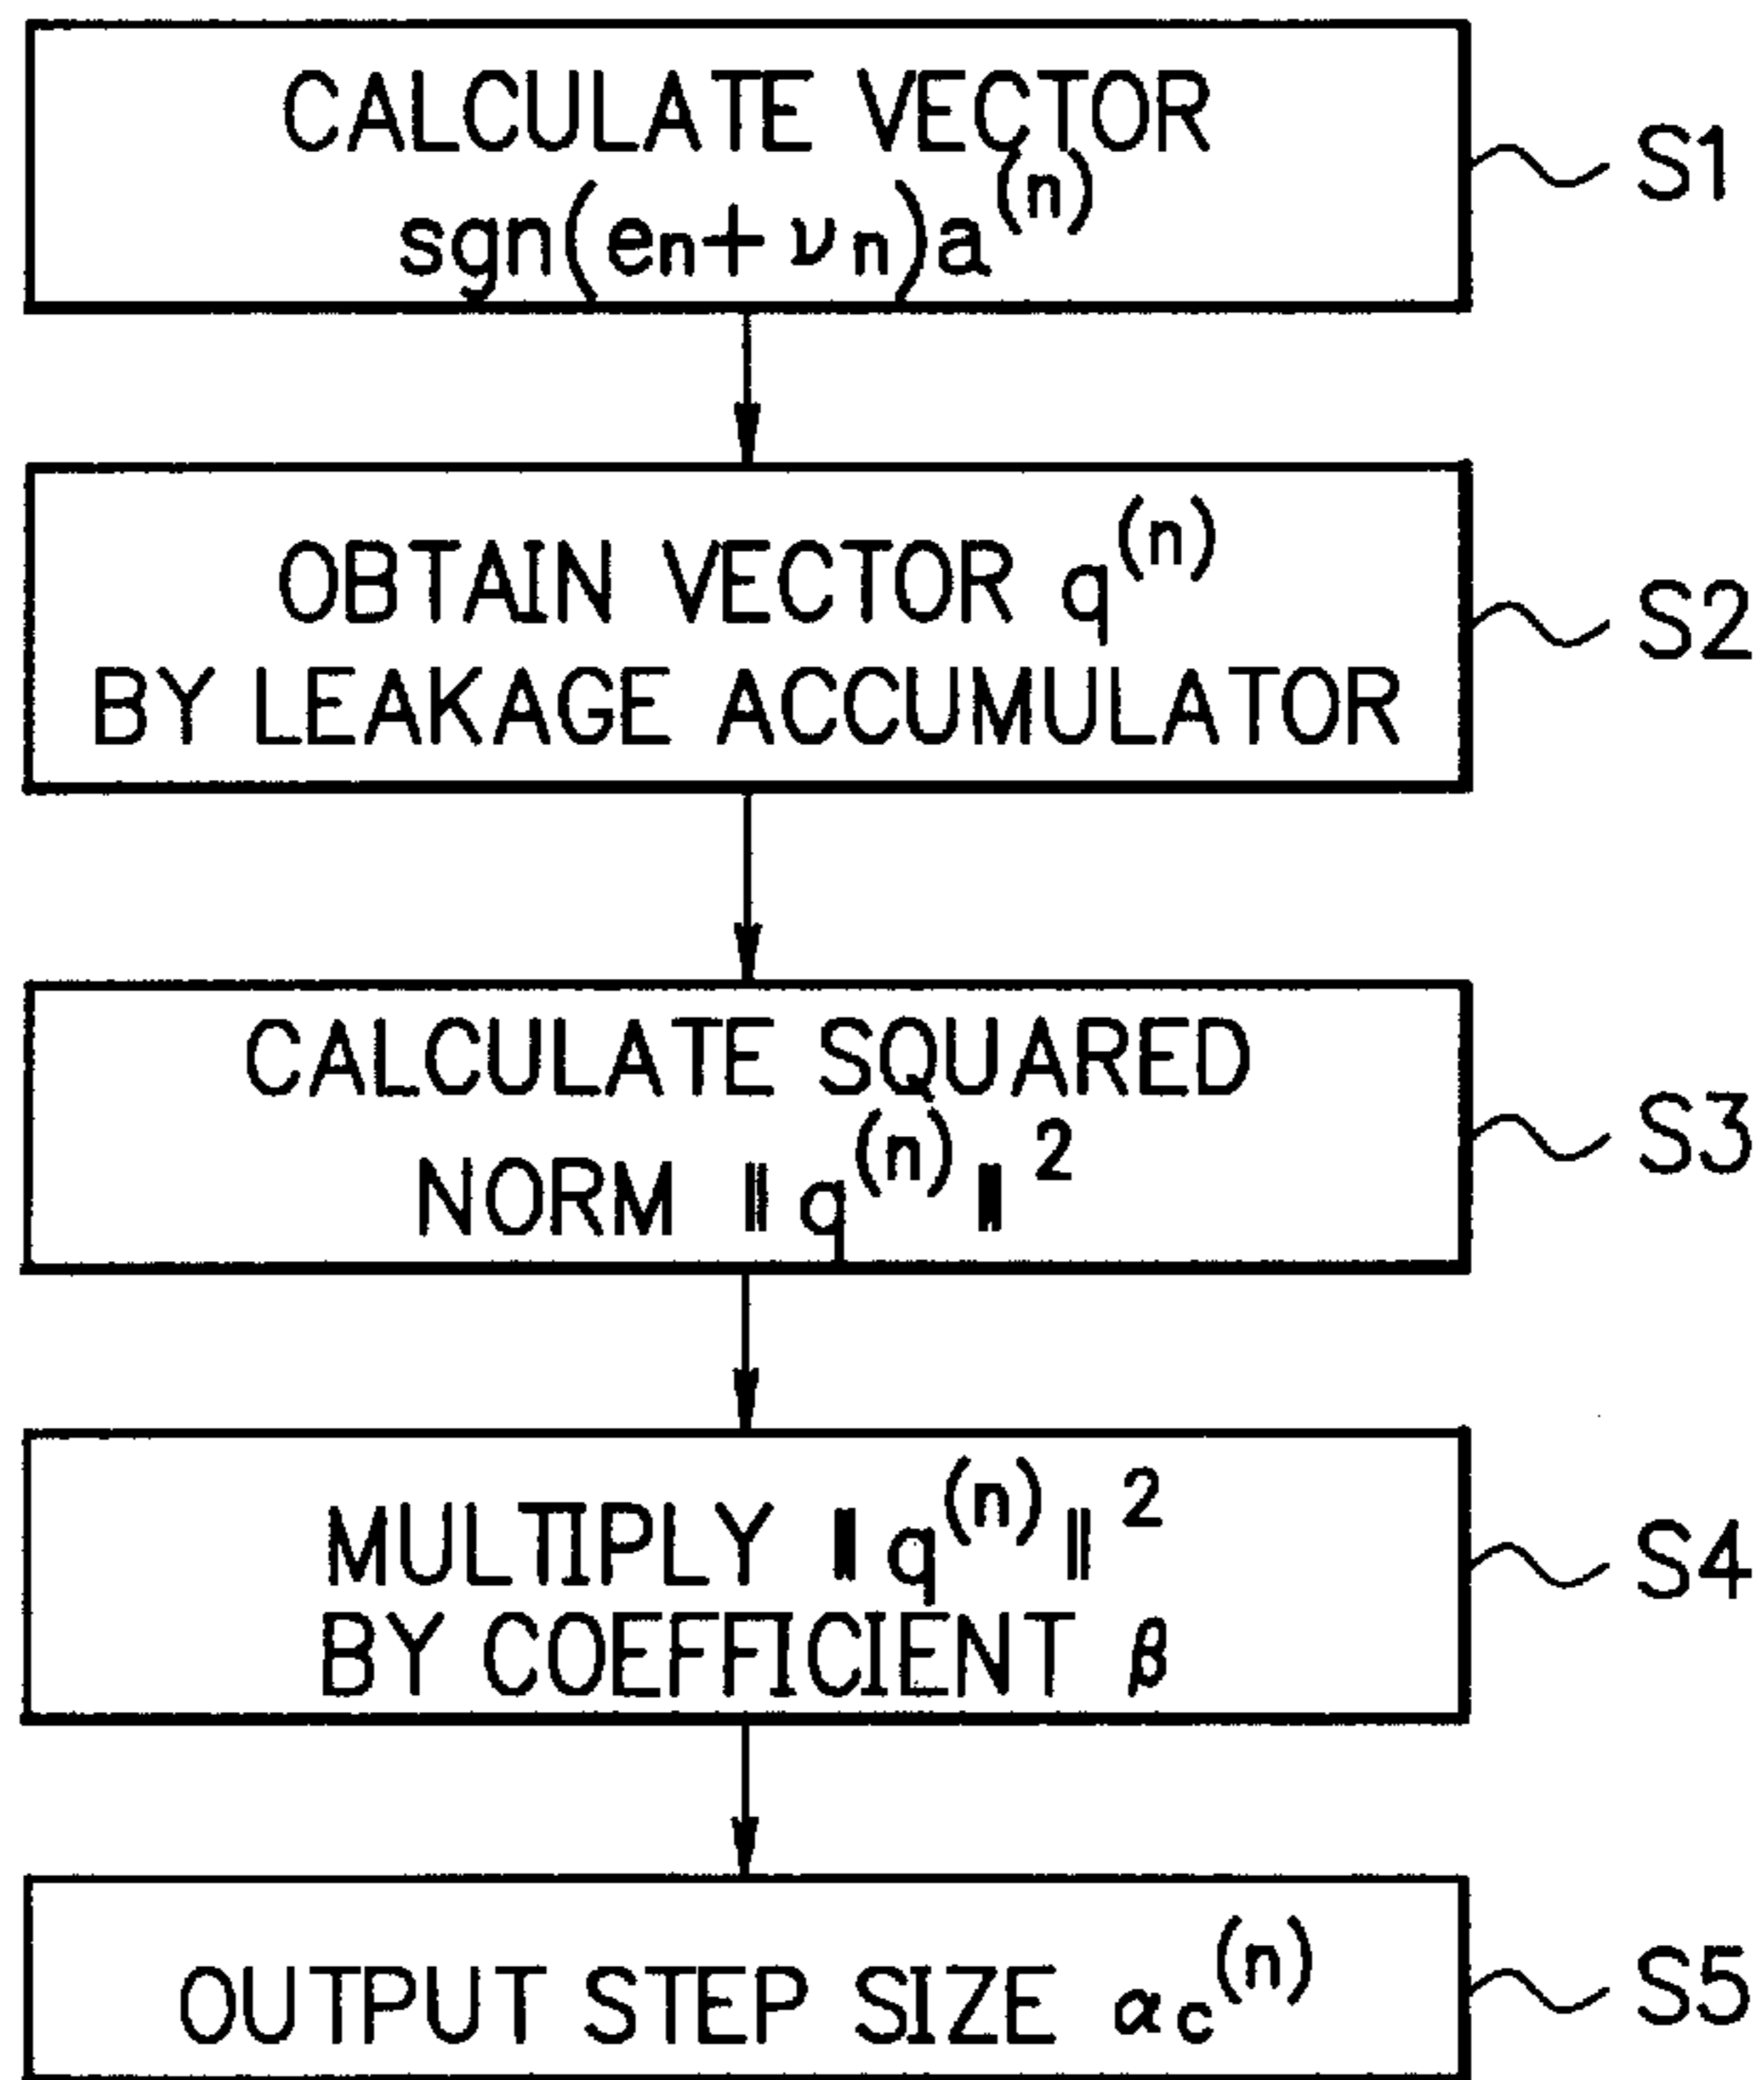 CALCULATE VECTOR
sgn(en+νn)a(n)
S1
OBTAIN VECTOR q(n)
BY LEAKAGE ACCUMULATOR
S2
CALCULATE SQUARED
NORM ‖q(n)‖2
S3
MULTIPLY ‖q(n)‖2
BY COEFFICIENT β
S4
OUTPUT STEP SIZE αc(n)
S5